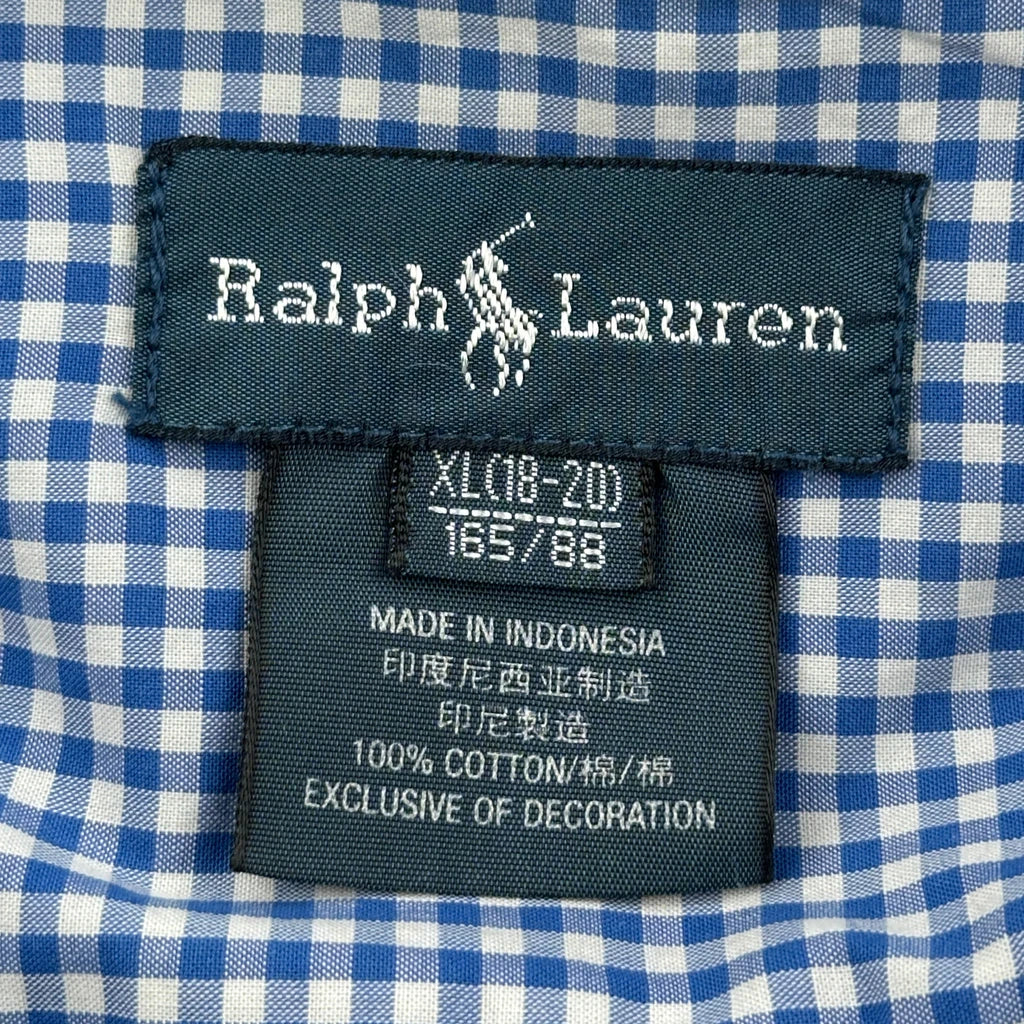 Ralph Lauren
XL(18-20)
165/88
MADE IN INDONESIA
印度尼西亚制造
印尼製造
100% COTTON/棉/棉
EXCLUSIVE OF DECORATION